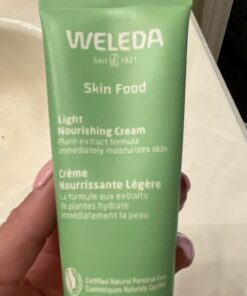 WELEDA
Seit 1921
Skin Food
Light
Nourishing Cream
Plant-extract formula
immediately moisturizes skin
Crème
Nourrissante Légère
La formule aux extraits
de plantes hydrate
immédiatement la peau
Certified Natural Personal Care
Cosmétiques Naturels Certifiés